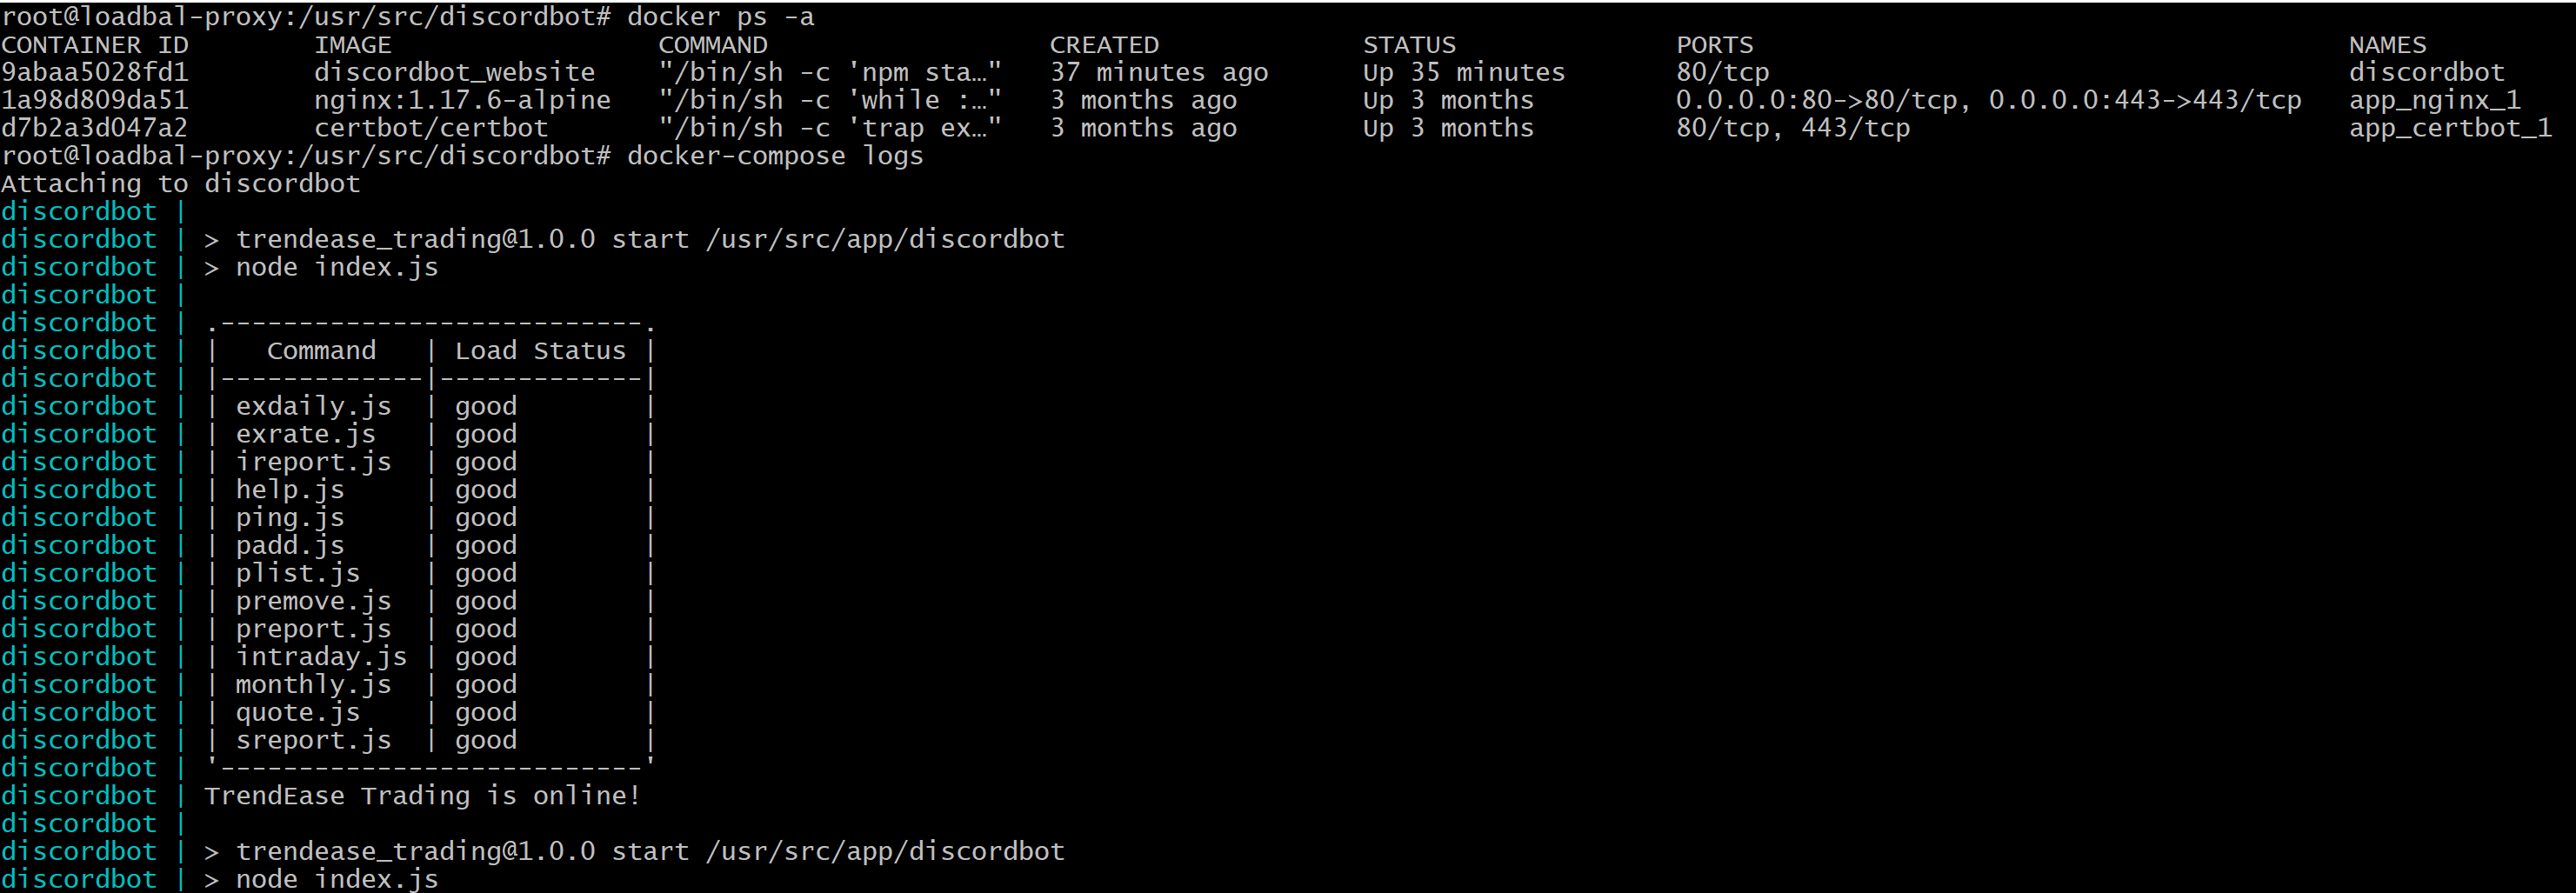 root@loadbal-proxy:/usr/src/discordbot# docker ps -a
CONTAINER ID        IMAGE                 COMMAND                  CREATED             STATUS              PORTS                                      NAMES
9abaa5028fd1        discordbot_website    "/bin/sh -c 'npm sta…"   37 minutes ago      Up 35 minutes       80/tcp                                     discordbot
1a98d809da51        nginx:1.17.6-alpine   "/bin/sh -c 'while :…"   3 months ago        Up 3 months         0.0.0.0:80->80/tcp, 0.0.0.0:443->443/tcp   app_nginx_1
d7b2a3d047a2        certbot/certbot       "/bin/sh -c 'trap ex…"   3 months ago        Up 3 months         80/tcp, 443/tcp                            app_certbot_1
root@loadbal-proxy:/usr/src/discordbot# docker-compose logs
Attaching to discordbot
discordbot |
discordbot | > trendease_trading@1.0.0 start /usr/src/app/discordbot
discordbot | > node index.js
discordbot |
discordbot | .---------------------------.
discordbot | |   Command   | Load Status |
discordbot | |-------------|-------------|
discordbot | | exdaily.js  | good        |
discordbot | | exrate.js   | good        |
discordbot | | ireport.js  | good        |
discordbot | | help.js     | good        |
discordbot | | ping.js     | good        |
discordbot | | padd.js     | good        |
discordbot | | plist.js    | good        |
discordbot | | premove.js  | good        |
discordbot | | preport.js  | good        |
discordbot | | intraday.js | good        |
discordbot | | monthly.js  | good        |
discordbot | | quote.js    | good        |
discordbot | | sreport.js  | good        |
discordbot | '---------------------------'
discordbot | TrendEase Trading is online!
discordbot |
discordbot | > trendease_trading@1.0.0 start /usr/src/app/discordbot
discordbot | > node index.js